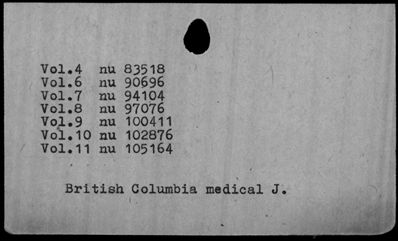 Vol.4 nu 83518
Vol.6 nu 90696
Vol.7 nu 94104
Vol.8 nu 97076
Vol.9 nu 100411
Vol.10 nu 102876
Vol.11 nu 105164
British Columbia medical J.